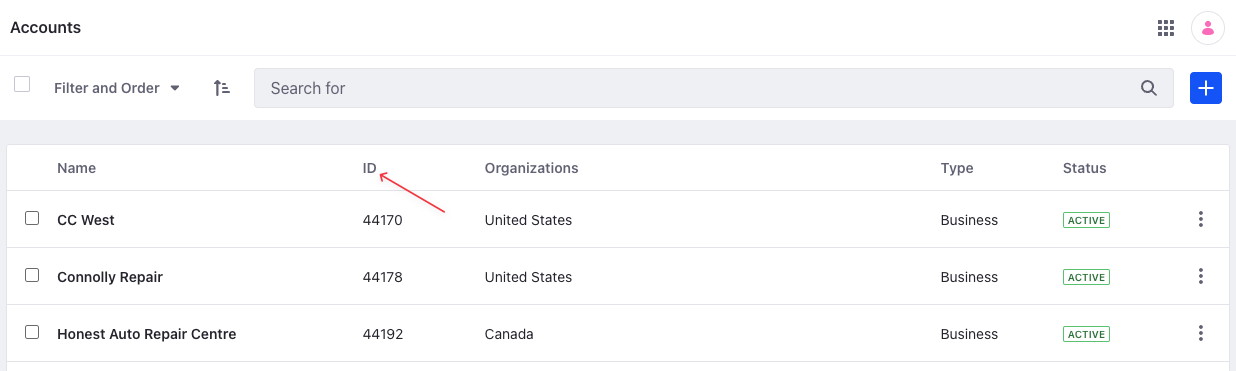 Accounts
Filter and Order
Search for
Name ID Organizations Type Status
CC West 44170 United States Business ACTIVE
Connolly Repair 44178 United States Business ACTIVE
Honest Auto Repair Centre 44192 Canada Business ACTIVE